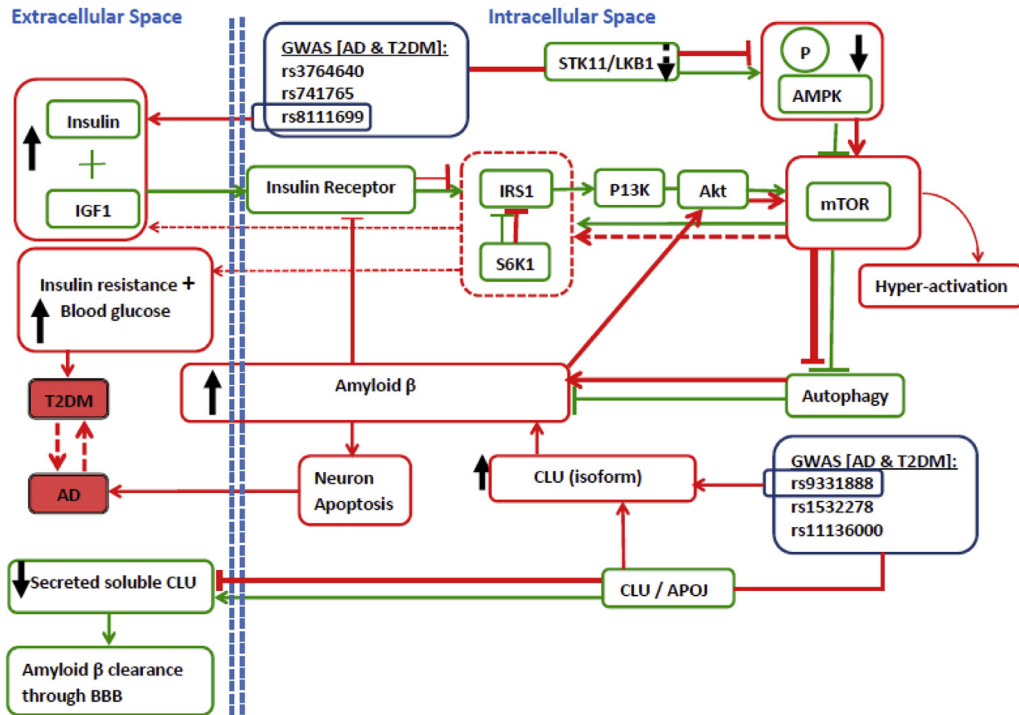 Extracellular Space
Intracellular Space
GWAS [AD & T2DM]:
rs3764640
rs741765
rs8111699
STK11/LKB1
P
AMPK
Insulin
+
IGF1
Insulin Receptor
IRS1
S6K1
P13K
Akt
mTOR
Hyper-activation
Insulin resistance +
Blood glucose
T2DM
AD
Amyloid β
Autophagy
Neuron
Apoptosis
CLU (isoform)
GWAS [AD & T2DM]:
rs9331888
rs1532278
rs11136000
Secreted soluble CLU
CLU / APOJ
Amyloid β clearance
through BBB